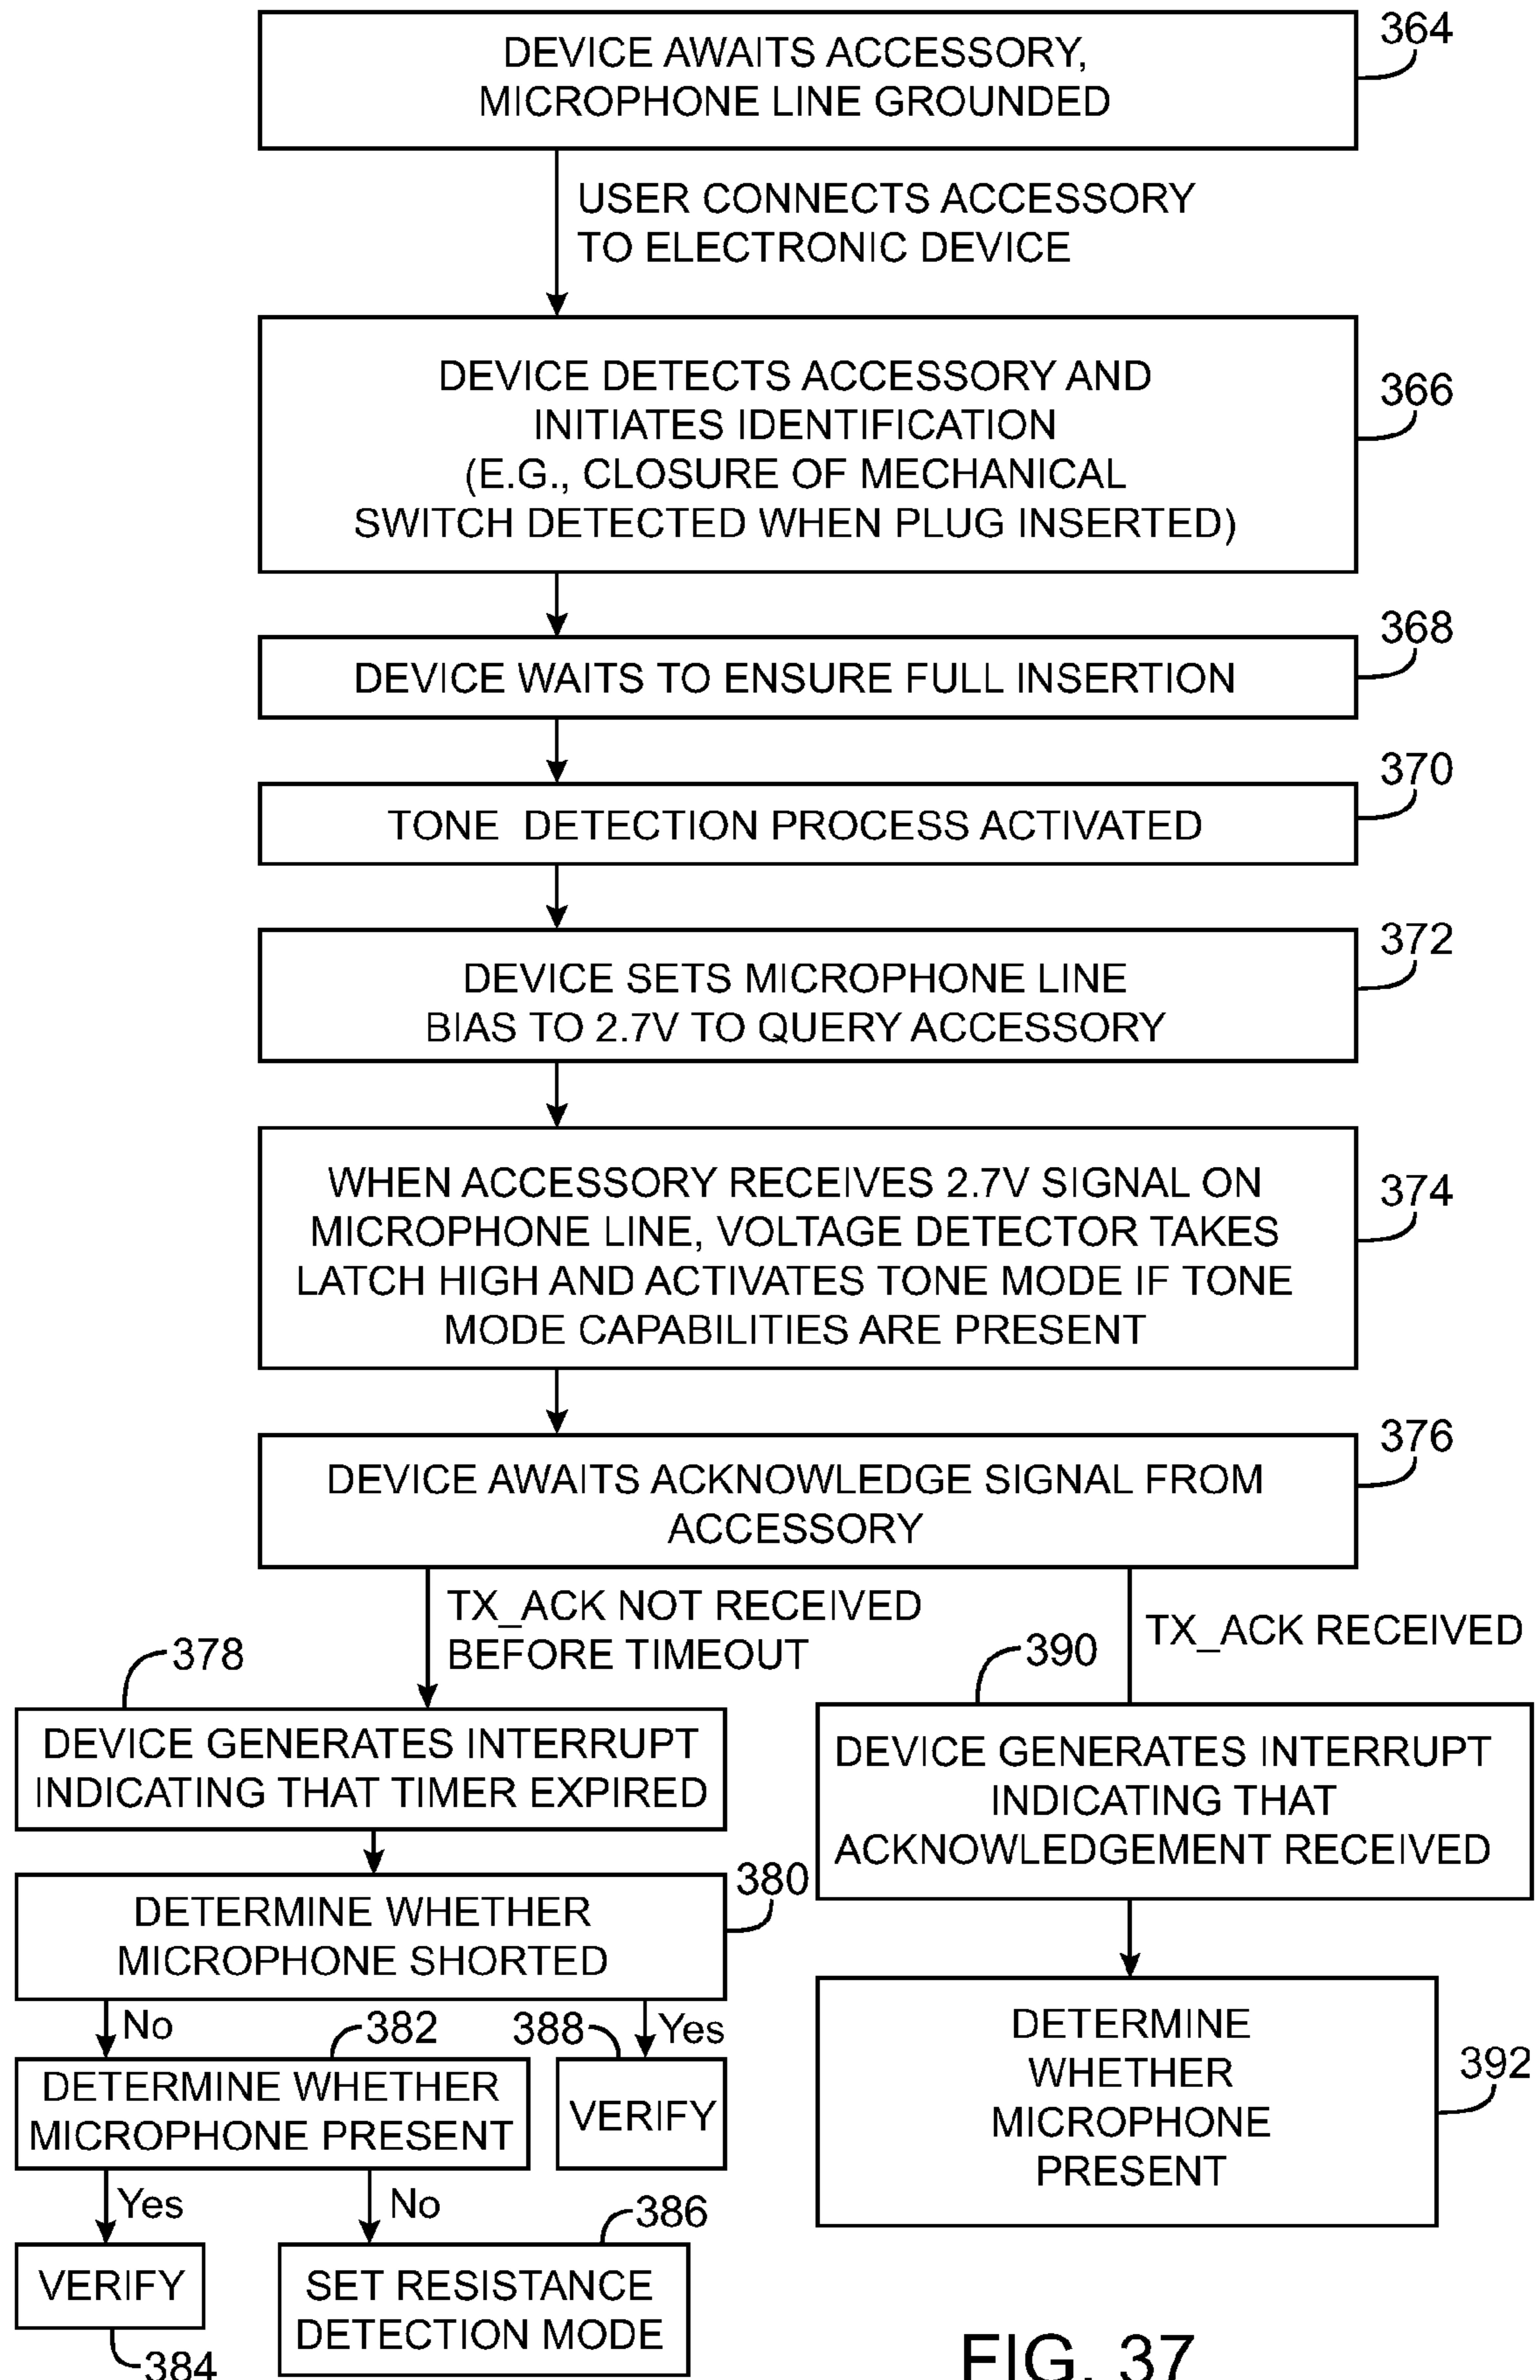 364
DEVICE AWAITS ACCESSORY,
MICROPHONE LINE GROUNDED
USER CONNECTS ACCESSORY
TO ELECTRONIC DEVICE
366
DEVICE DETECTS ACCESSORY AND
INITIATES IDENTIFICATION
(E.G., CLOSURE OF MECHANICAL
SWITCH DETECTED WHEN PLUG INSERTED)
368
DEVICE WAITS TO ENSURE FULL INSERTION
370
TONE DETECTION PROCESS ACTIVATED
372
DEVICE SETS MICROPHONE LINE
BIAS TO 2.7V TO QUERY ACCESSORY
374
WHEN ACCESSORY RECEIVES 2.7V SIGNAL ON
MICROPHONE LINE, VOLTAGE DETECTOR TAKES
LATCH HIGH AND ACTIVATES TONE MODE IF TONE
MODE CAPABILITIES ARE PRESENT
376
DEVICE AWAITS ACKNOWLEDGE SIGNAL FROM
ACCESSORY
TX_ACK NOT RECEIVED
BEFORE TIMEOUT
378
DEVICE GENERATES INTERRUPT
INDICATING THAT TIMER EXPIRED
380
DETERMINE WHETHER
MICROPHONE SHORTED
No
382
388
Yes
DETERMINE WHETHER
MICROPHONE PRESENT
VERIFY
Yes
No
386
VERIFY
384
SET RESISTANCE
DETECTION MODE
TX_ACK RECEIVED
390
DEVICE GENERATES INTERRUPT
INDICATING THAT
ACKNOWLEDGEMENT RECEIVED
DETERMINE
WHETHER
MICROPHONE
PRESENT
392
FIG. 37